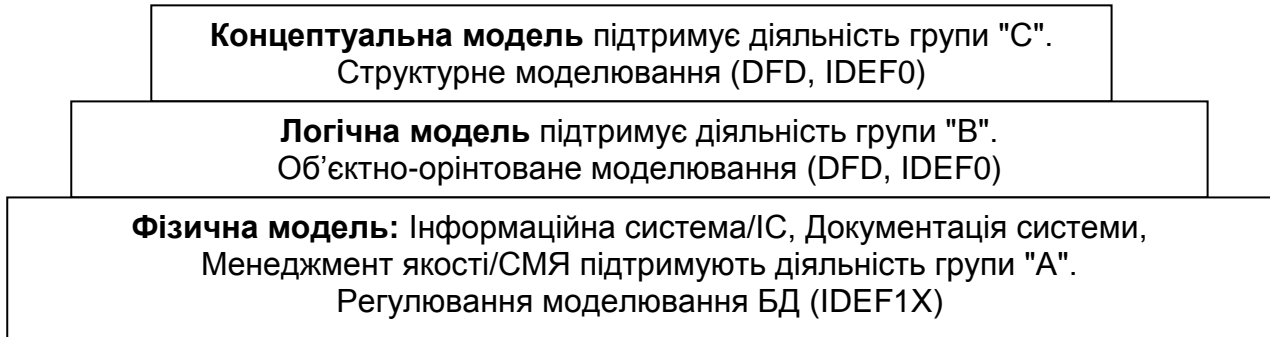 Концептуальна модель підтримує діяльність групи "С".
Структурне моделювання (DFD, IDEF0)
Логічна модель підтримує діяльність групи "В".
Об’єктно-орінтоване моделювання (DFD, IDEF0)
Фізична модель: Інформаційна система/ІС, Документація системи,
Менеджмент якості/СМЯ підтримують діяльність групи "А".
Регулювання моделювання БД (IDEF1X)